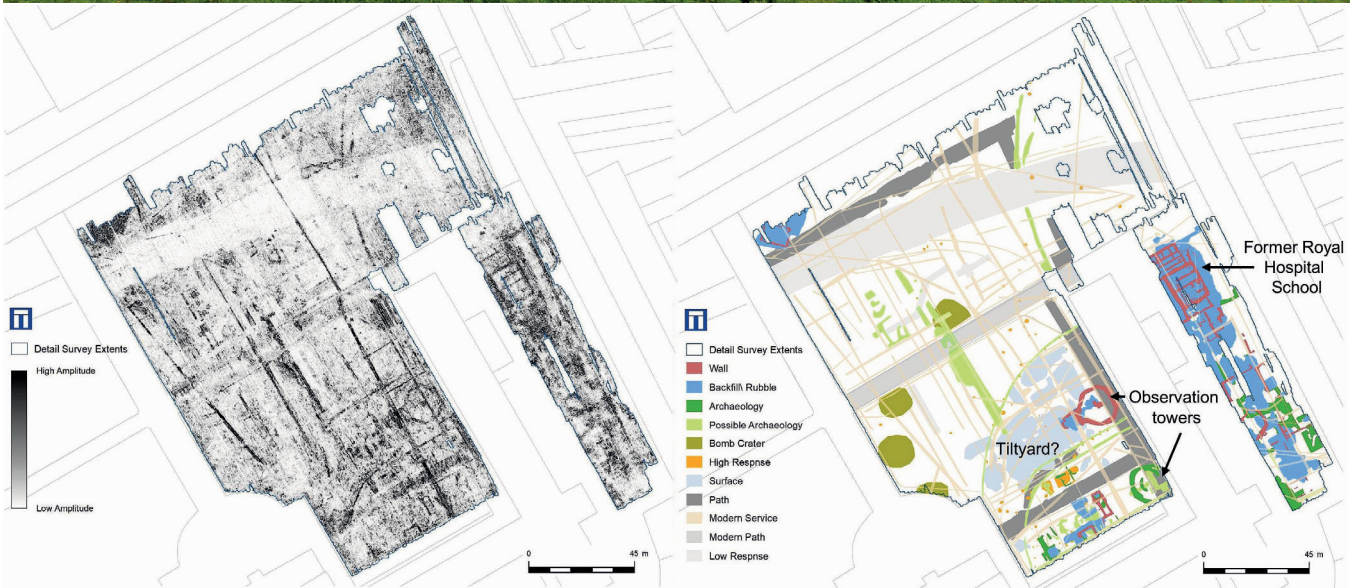 Detail Survey Extents
High Amplitude
Low Amplitude
0 45 m
Detail Survey Extents
Wall
Backfill\ Rubble
Archaeology
Possible Archaeology
Bomb Crater
High Respnse
Surface
Path
Modern Service
Modern Path
Low Respnse
Former Royal
Hospital
School
Observation
towers
Tiltyard?
0 45 m